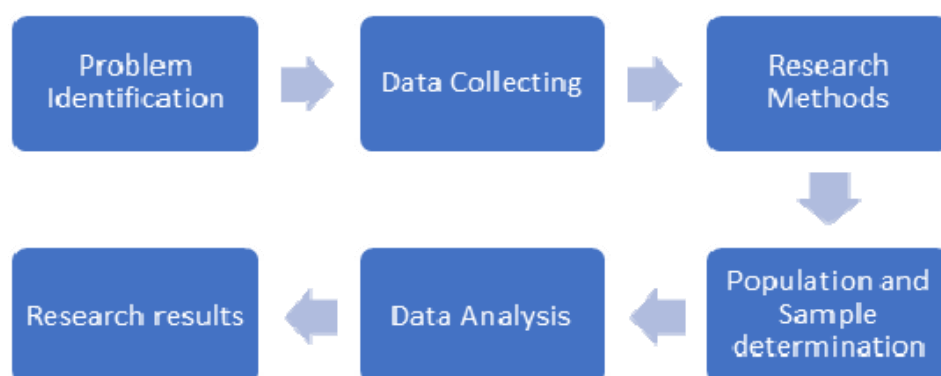 Problem
Identification
Data Collecting
Research
Methods
Population and
Sample
determination
Data Analysis
Research results